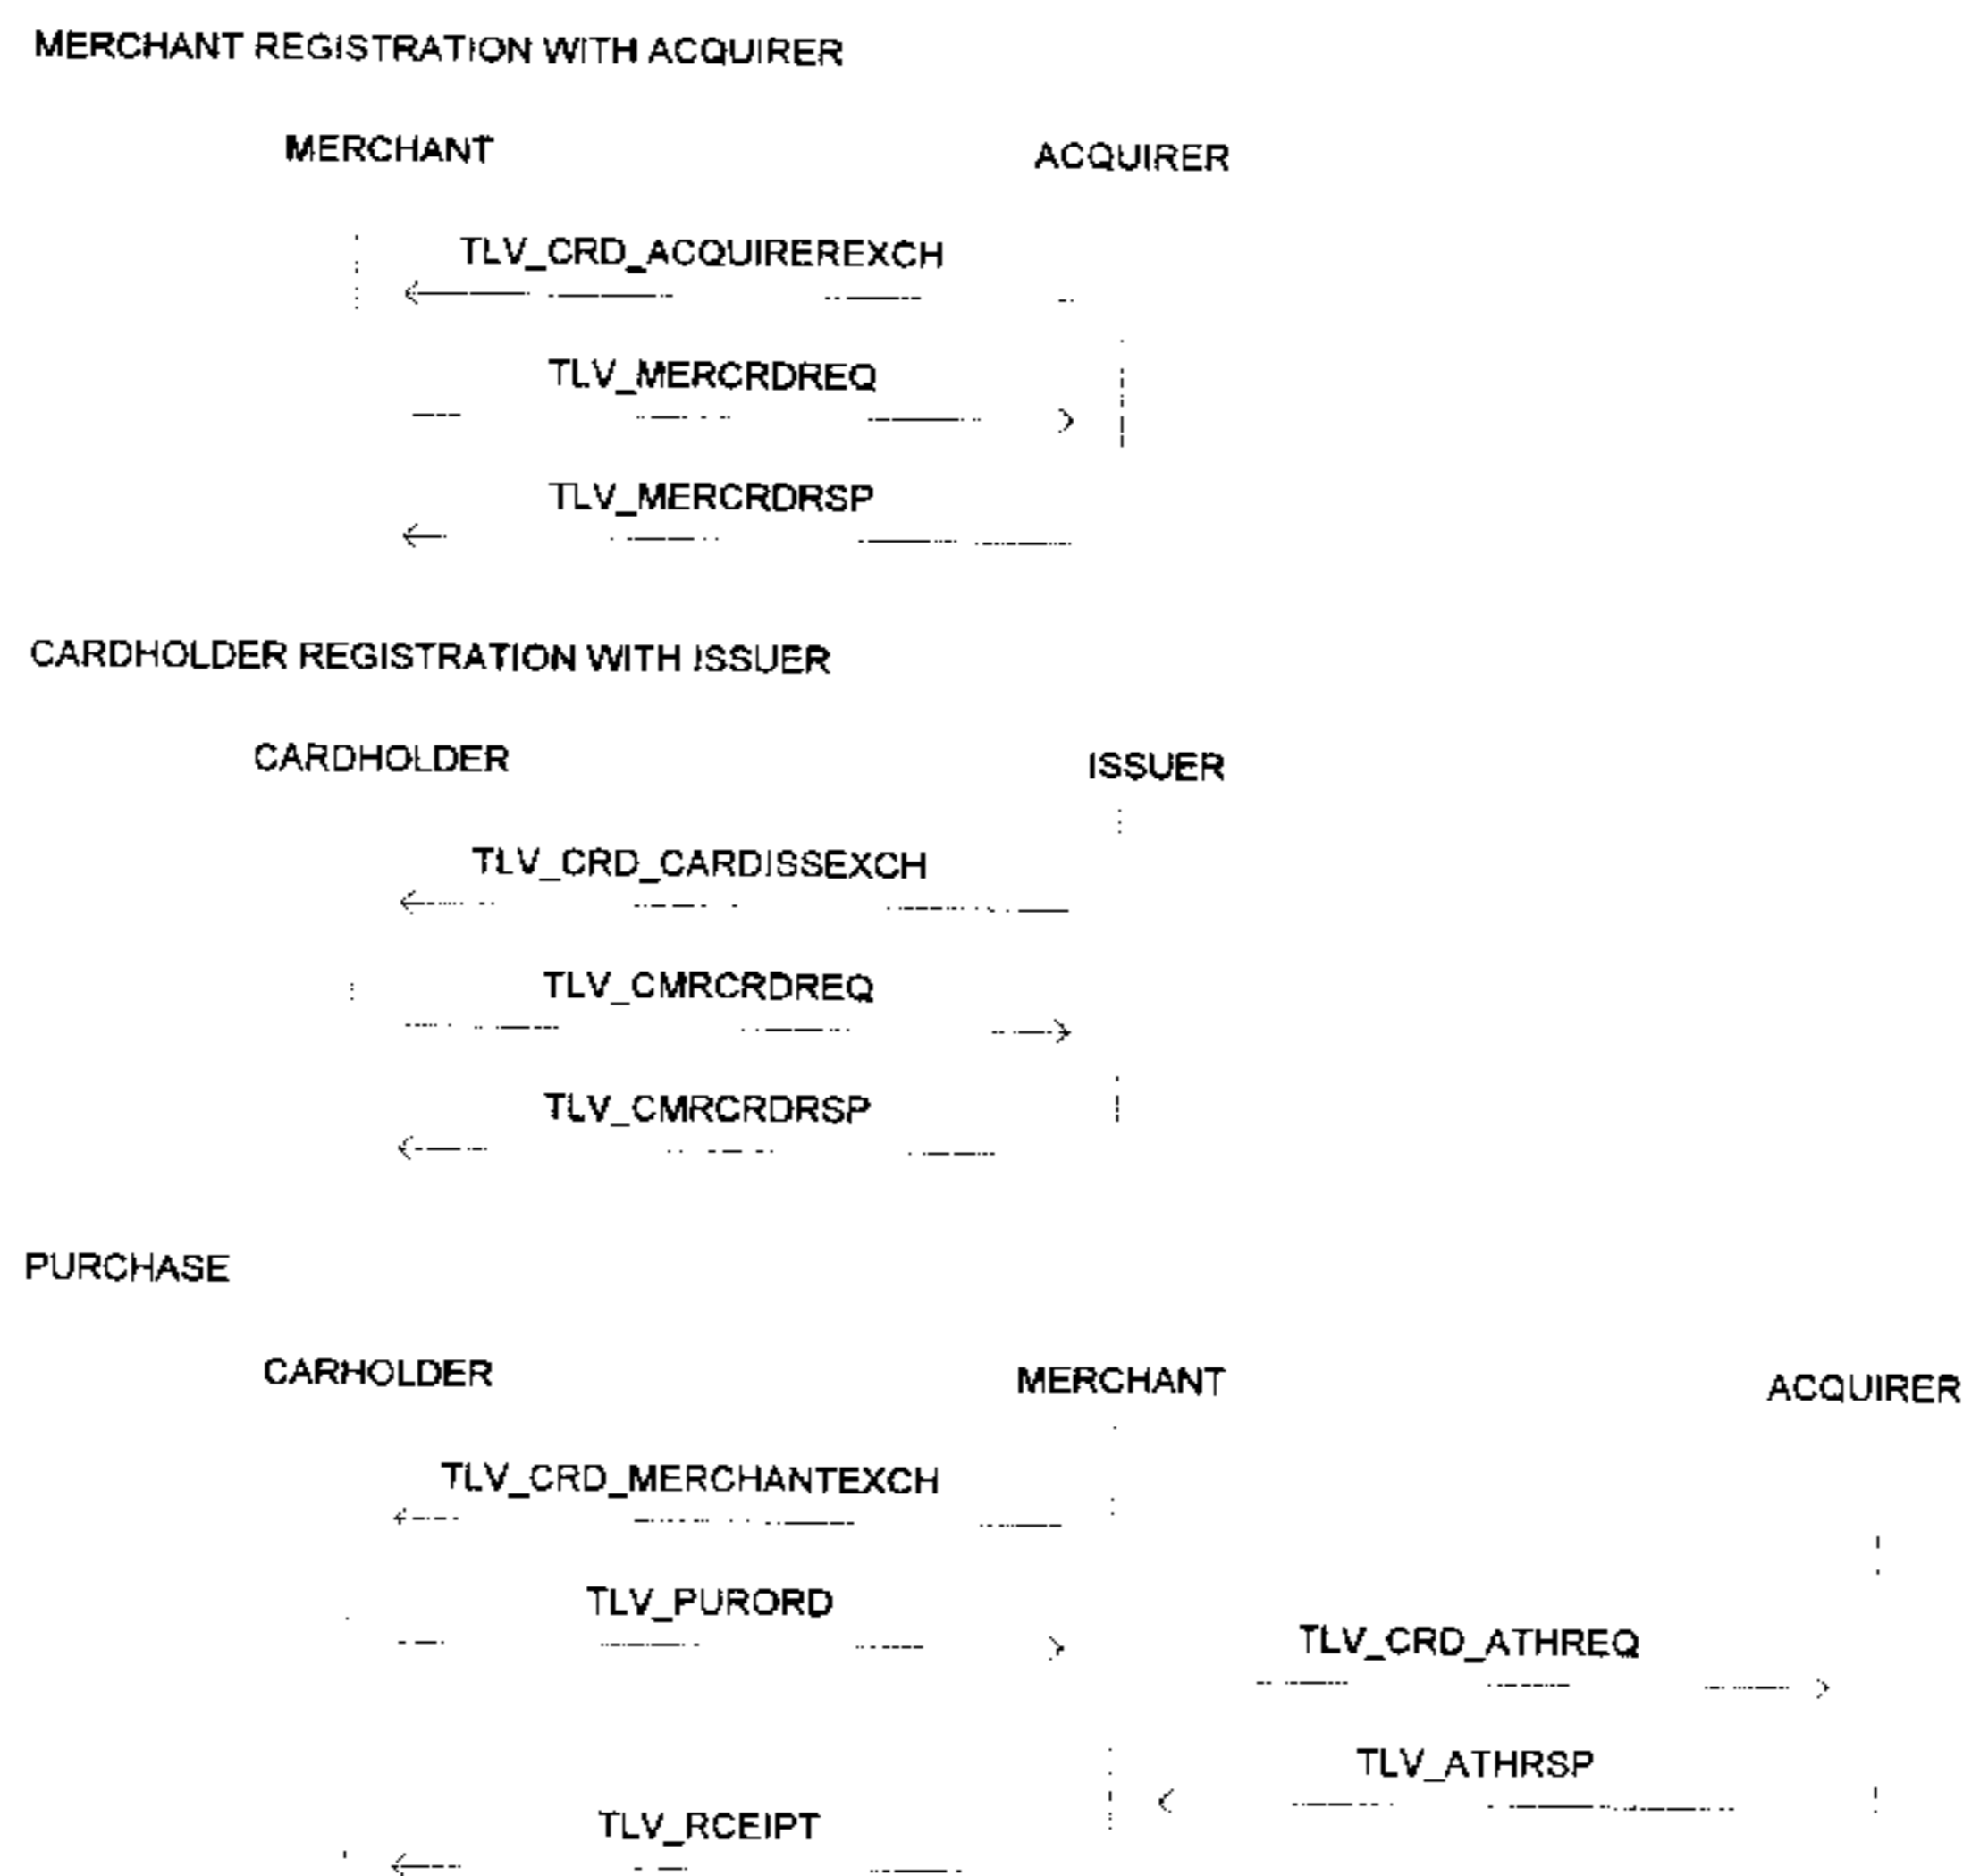 MERCHANT REGISTRATION WITH ACQUIRER
MERCHANT ACQUIRER
TLV_CRD_ACQUIREREXCH
TLV_MERCRDREQ
TLV_MERCRDRSP
CARDHOLDER REGISTRATION WITH ISSUER
CARDHOLDER ISSUER
TLV_CRD_CARDISSEXCH
TLV_CMRCRDREQ
TLV_CMRCRDRSP
PURCHASE
CARHOLDER MERCHANT ACQUIRER
TLV_CRD_MERCHANTEXCH
TLV_PURORD
TLV_CRD_ATHREQ
TLV_ATHRSP
TLV_RCEIPT